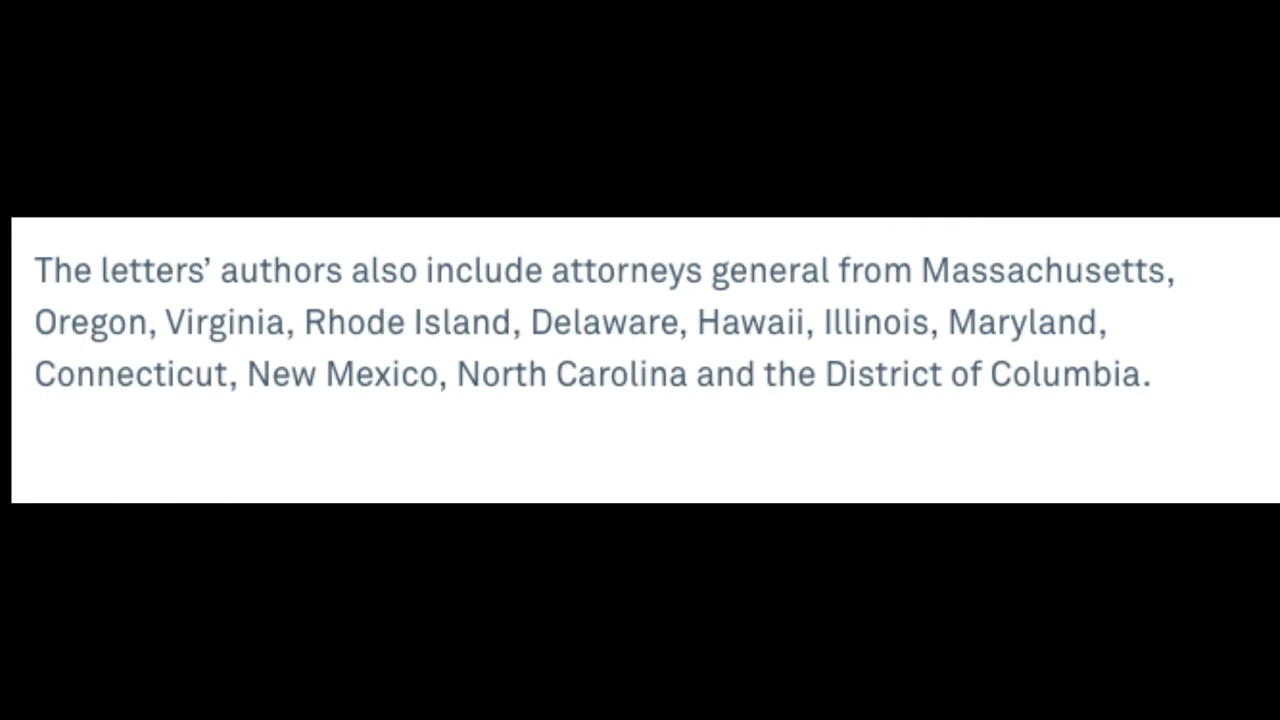 The letters’ authors also include attorneys general from Massachusetts,
Oregon, Virginia, Rhode Island, Delaware, Hawaii, Illinois, Maryland,
Connecticut, New Mexico, North Carolina and the District of Columbia.